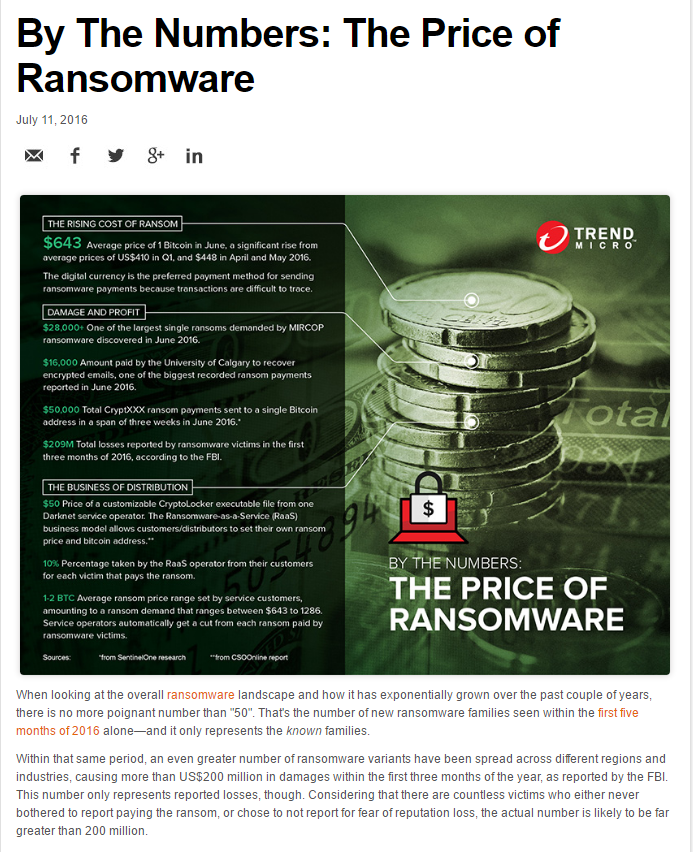 By The Numbers: The Price of
Ransomware
July 11, 2016
THE RISING COST OF RANSOM
$643 Average price of 1 Bitcoin in June, a significant rise from
average prices of US$410 in Q1, and $448 in April and May 2016.
The digital currency is the preferred payment method for sending
ransomware payments because transactions are difficult to trace.
DAMAGE AND PROFIT
$28,000+ One of the largest single ransoms demanded by MIRCOP
ransomware discovered in June 2016.
$16,000 Amount paid by the University of Calgary to recover
encrypted emails, one of the biggest recorded ransom payments
reported in June 2016.
$50,000 Total CryptXXX ransom payments sent to a single Bitcoin
address in a span of three weeks in June 2016.*
$209M Total losses reported by ransomware victims in the first
three months of 2016, according to the FBI.
THE BUSINESS OF DISTRIBUTION
$50 Price of a customizable CryptoLocker executable file from one
Darknet service operator. The Ransomware-as-a-Service (RaaS)
business model allows customers/distributors to set their own ransom
price and bitcoin address.**
10% Percentage taken by the RaaS operator from their customers
for each victim that pays the ransom.
1-2 BTC Average ransom price range set by service customers,
amounting to a ransom demand that ranges between $643 to 1286.
Service operators automatically get a cut from each ransom paid by
ransomware victims.
Sources: *from SentinelOne research **from CSOOnline report
TREND
MICRO™
Total
$
BY THE NUMBERS:
THE PRICE OF
RANSOMWARE
When looking at the overall ransomware landscape and how it has exponentially grown over the past couple of years,
there is no more poignant number than "50". That's the number of new ransomware families seen within the first five
months of 2016 alone—and it only represents the known families.
Within that same period, an even greater number of ransomware variants have been spread across different regions and
industries, causing more than US$200 million in damages within the first three months of the year, as reported by the FBI.
This number only represents reported losses, though. Considering that there are countless victims who either never
bothered to report paying the ransom, or chose to not report for fear of reputation loss, the actual number is likely to be far
greater than 200 million.